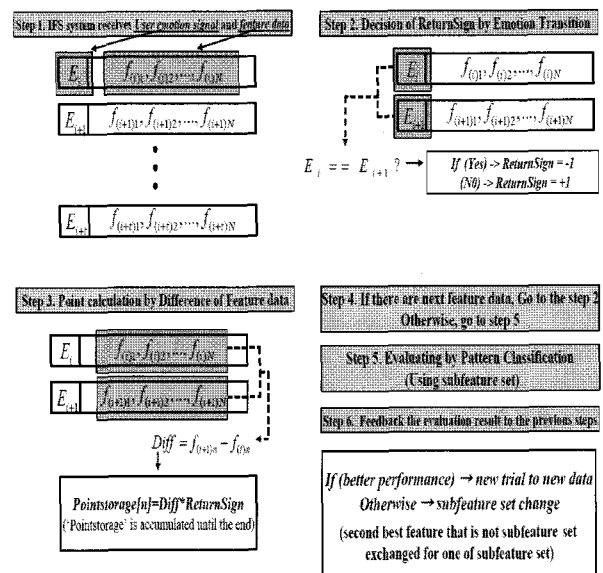 Step 1. IFS system receives User emotion signal and feature data
E_i f_(i)1, f_(i)2,...., f_(i)N
E_i+1 f_(i+1)1, f_(i+1)2,...., f_(i+1)N
E_i+t f_(i+t)1, f_(i+t)2,...., f_(i+t)N
Step 2. Decision of ReturnSign by Emotion Transition
E_i f_(i)1, f_(i)2,...., f_(i)N
E_i+1 f_(i+1)1, f_(i+1)2,...., f_(i+1)N
E_i == E_i+1 ?
If (Yes) -> ReturnSign = -1
(N0) -> ReturnSign = +1
Step 3. Point calculation by Difference of Feature data
E_i f_(i)1, f_(i)2,...., f_(i)N
E_i+1 f_(i+1)1, f_(i+1)2,...., f_(i+1)N
Diff = f_(i+1)n − f_(i)n
Pointstorage[n]=Diff*ReturnSign
('Pointstorage' is accumulated until the end)
Step 4. If there are next feature data, Go to the step 2
Otherwise, go to step 5
Step 5. Evaluating by Pattern Classification
(Using subfeature set)
Step 6. Feedback the evaluation result to the previous steps
If (better performance) → new trial to new data
Otherwise → subfeature set change
(second best feature that is not subfeature set
exchanged for one of subfeature set)